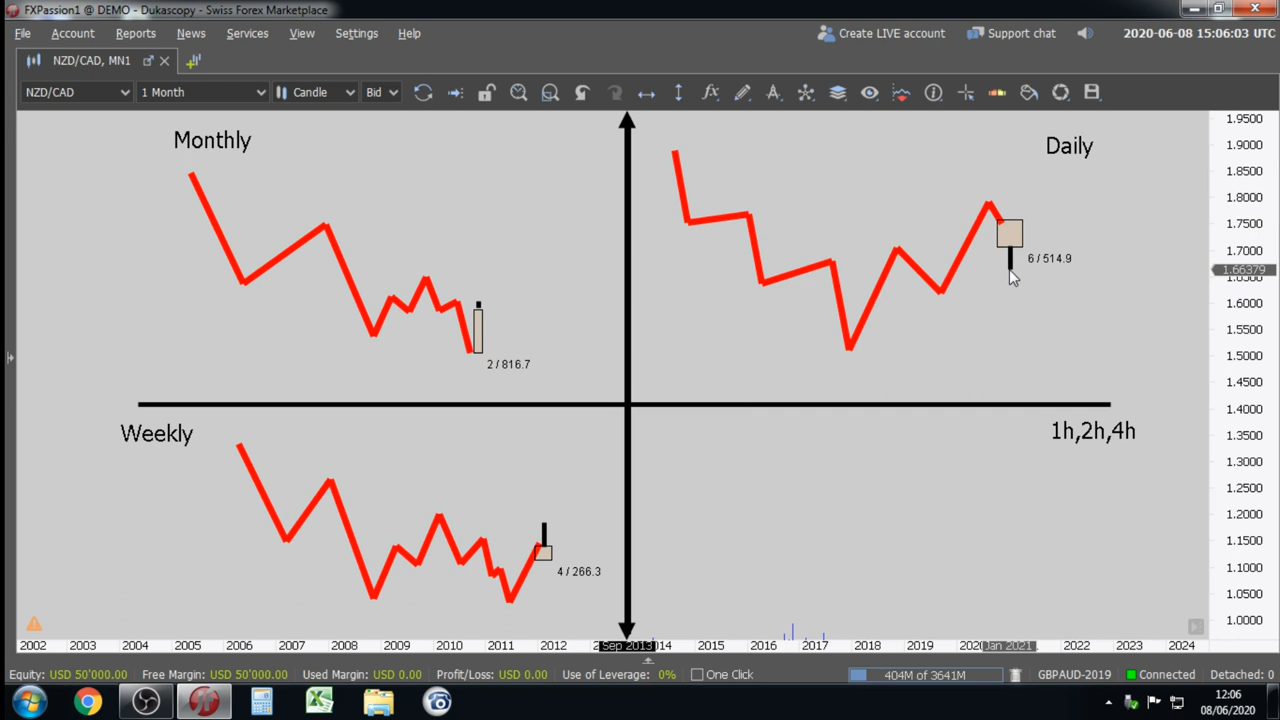 FXPassion1 @ DEMO - Dukascopy - Swiss Forex Marketplace
File Account Reports News Services View Settings Help
Create LIVE account Support chat 2020-06-08 15:06:03 UTC
NZD/CAD, MN1
NZD/CAD 1 Month Candle Bid
Monthly
Daily
6 / 514.9
2 / 816.7
Weekly
1h,2h,4h
4 / 266.3
1.9500
1.9000
1.8500
1.8000
1.7500
1.7000
1.66379
1.6500
1.6000
1.5500
1.5000
1.4500
1.4000
1.3500
1.3000
1.2500
1.2000
1.1500
1.1000
1.0500
1.0000
2002 2003 2004 2005 2006 2007 2008 2009 2010 2011 2012 Sep 2013 2015 2016 2017 2018 2019 Jan 2021 2022 2023 2024
Equity: USD 50'000.00 Free Margin: USD 50'000.00 Used Margin: USD 0.00 Profit/Loss: USD 0.00 Use of Leverage: 0% One Click 404M of 3641M GBPAUD-2019 Connected Detached: 0
12:06
08/06/2020